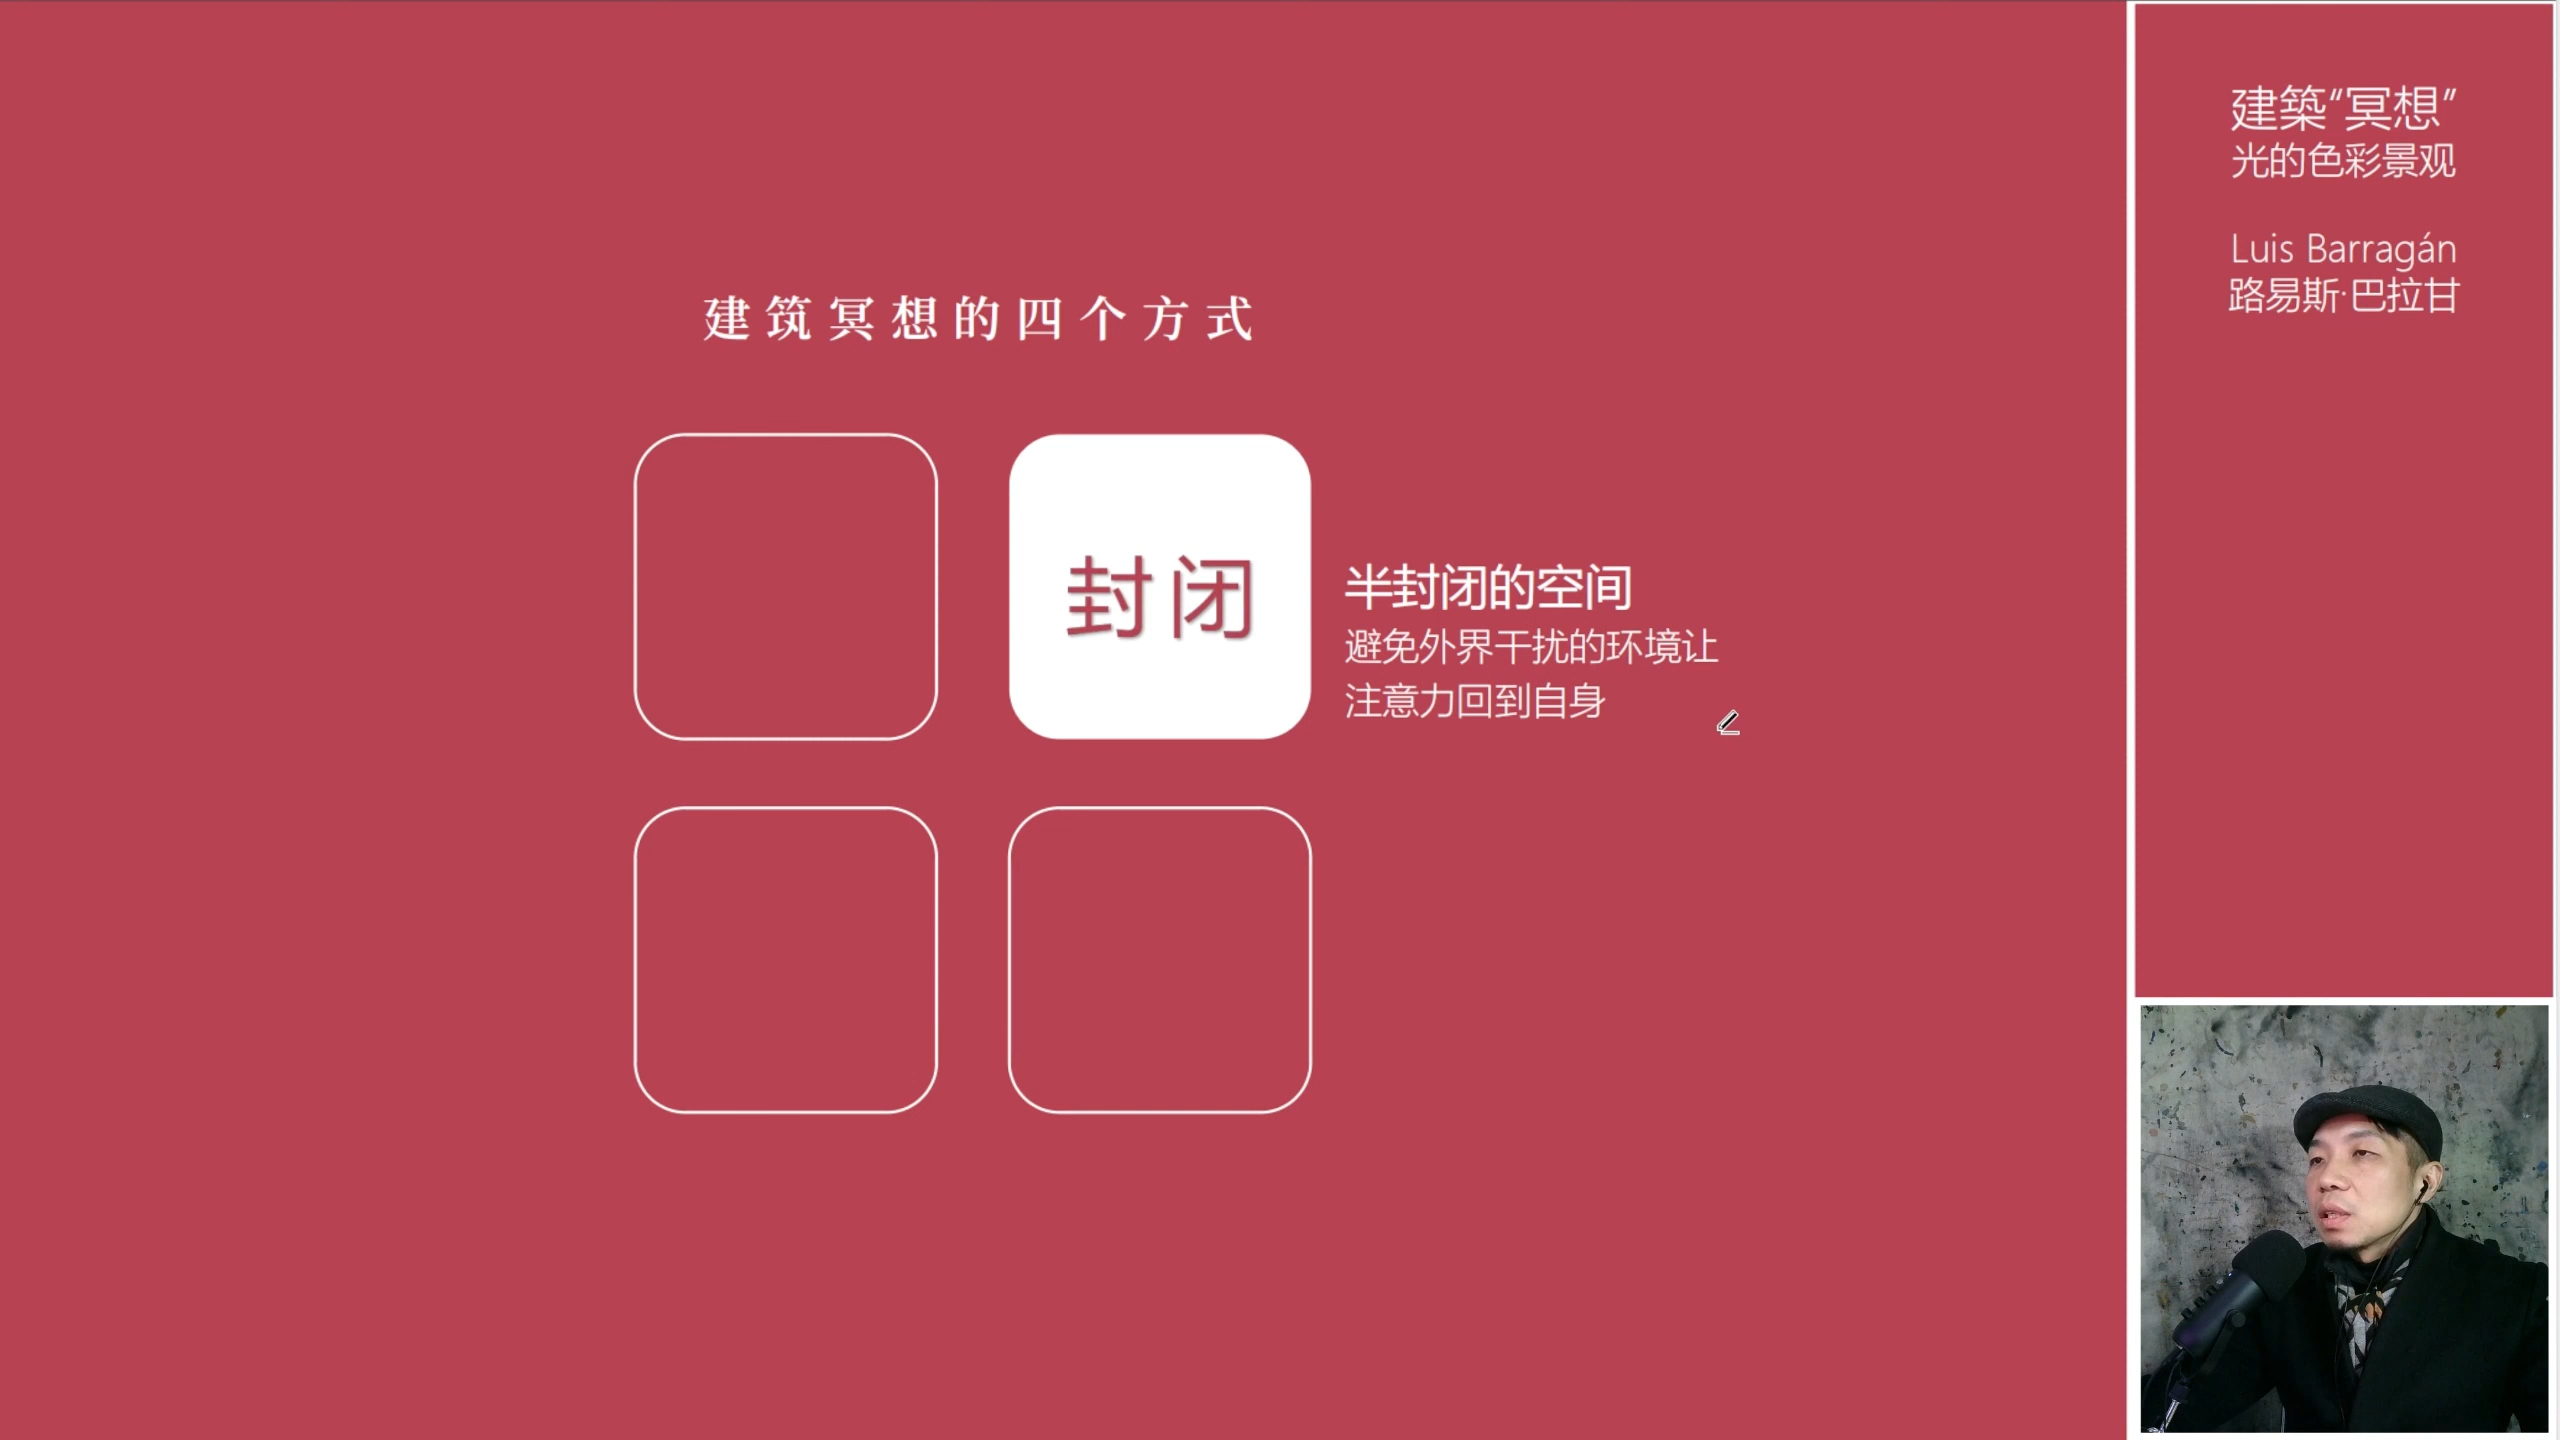 建筑冥想的四个方式
封闭
半封闭的空间
避免外界干扰的环境让
注意力回到自身
建築“冥想”
光的色彩景观
Luis Barragán
路易斯·巴拉甘